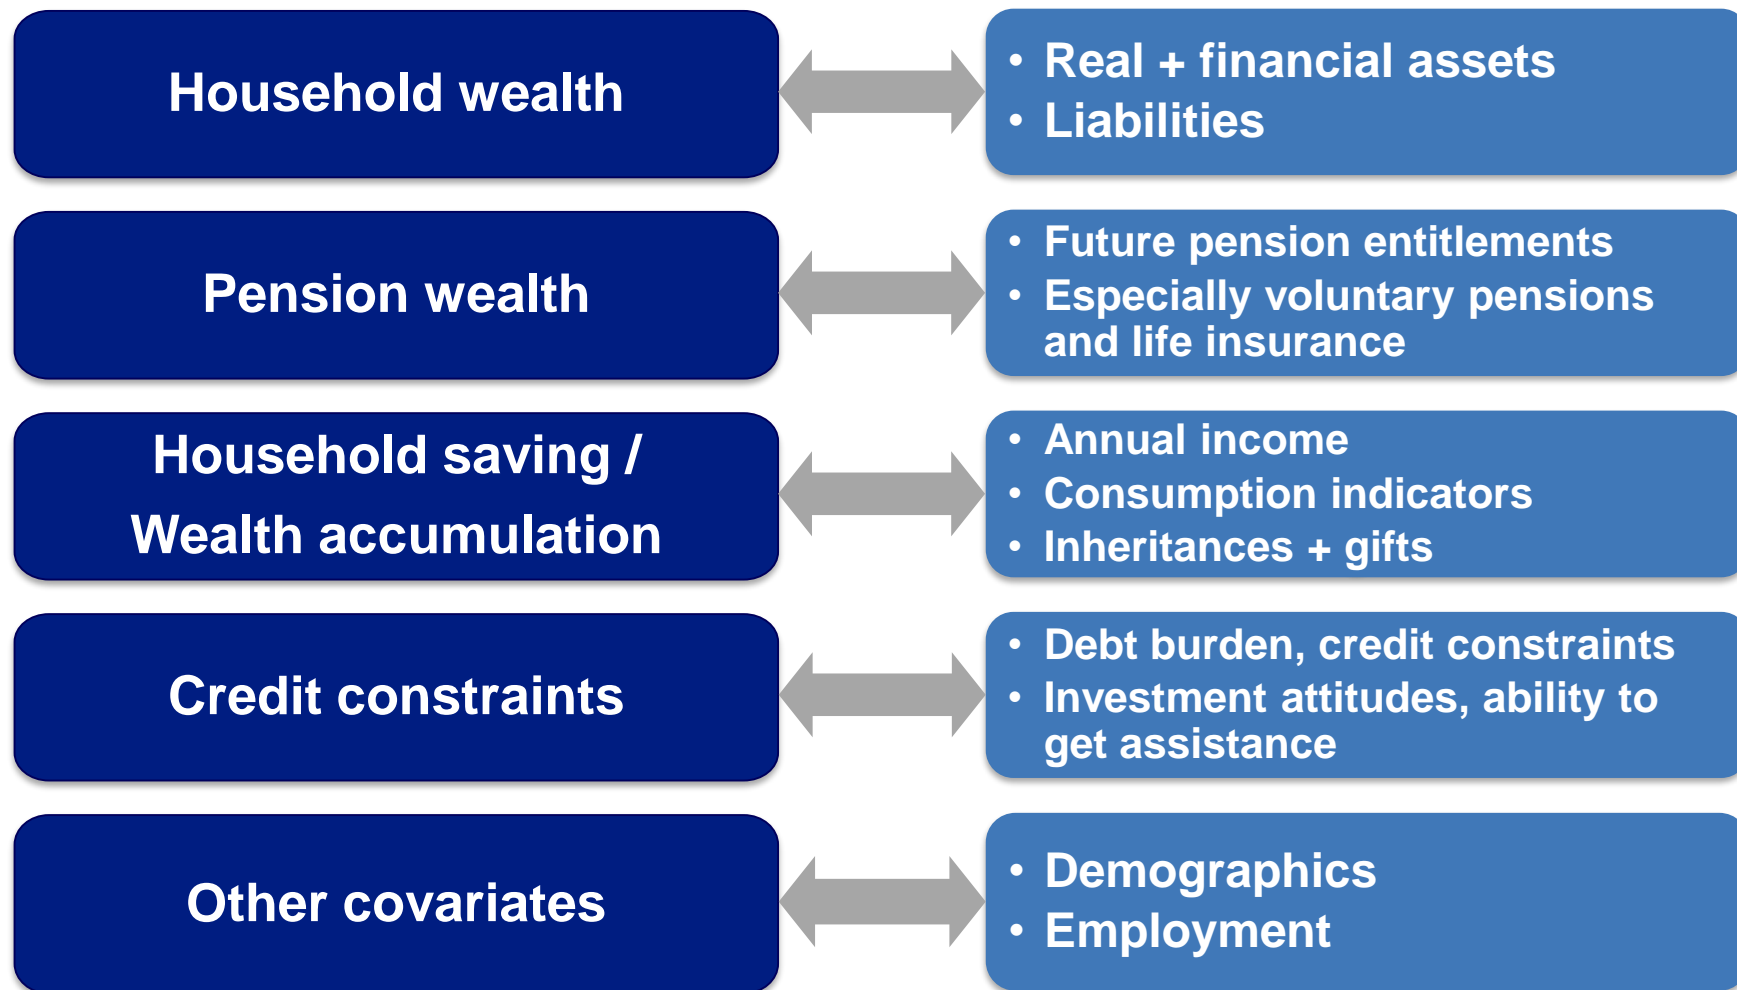 Household wealth
• Real + financial assets
• Liabilities
Pension wealth
• Future pension entitlements
• Especially voluntary pensions
and life insurance
Household saving /
Wealth accumulation
• Annual income
• Consumption indicators
• Inheritances + gifts
Credit constraints
• Debt burden, credit constraints
• Investment attitudes, ability to
get assistance
Other covariates
• Demographics
• Employment